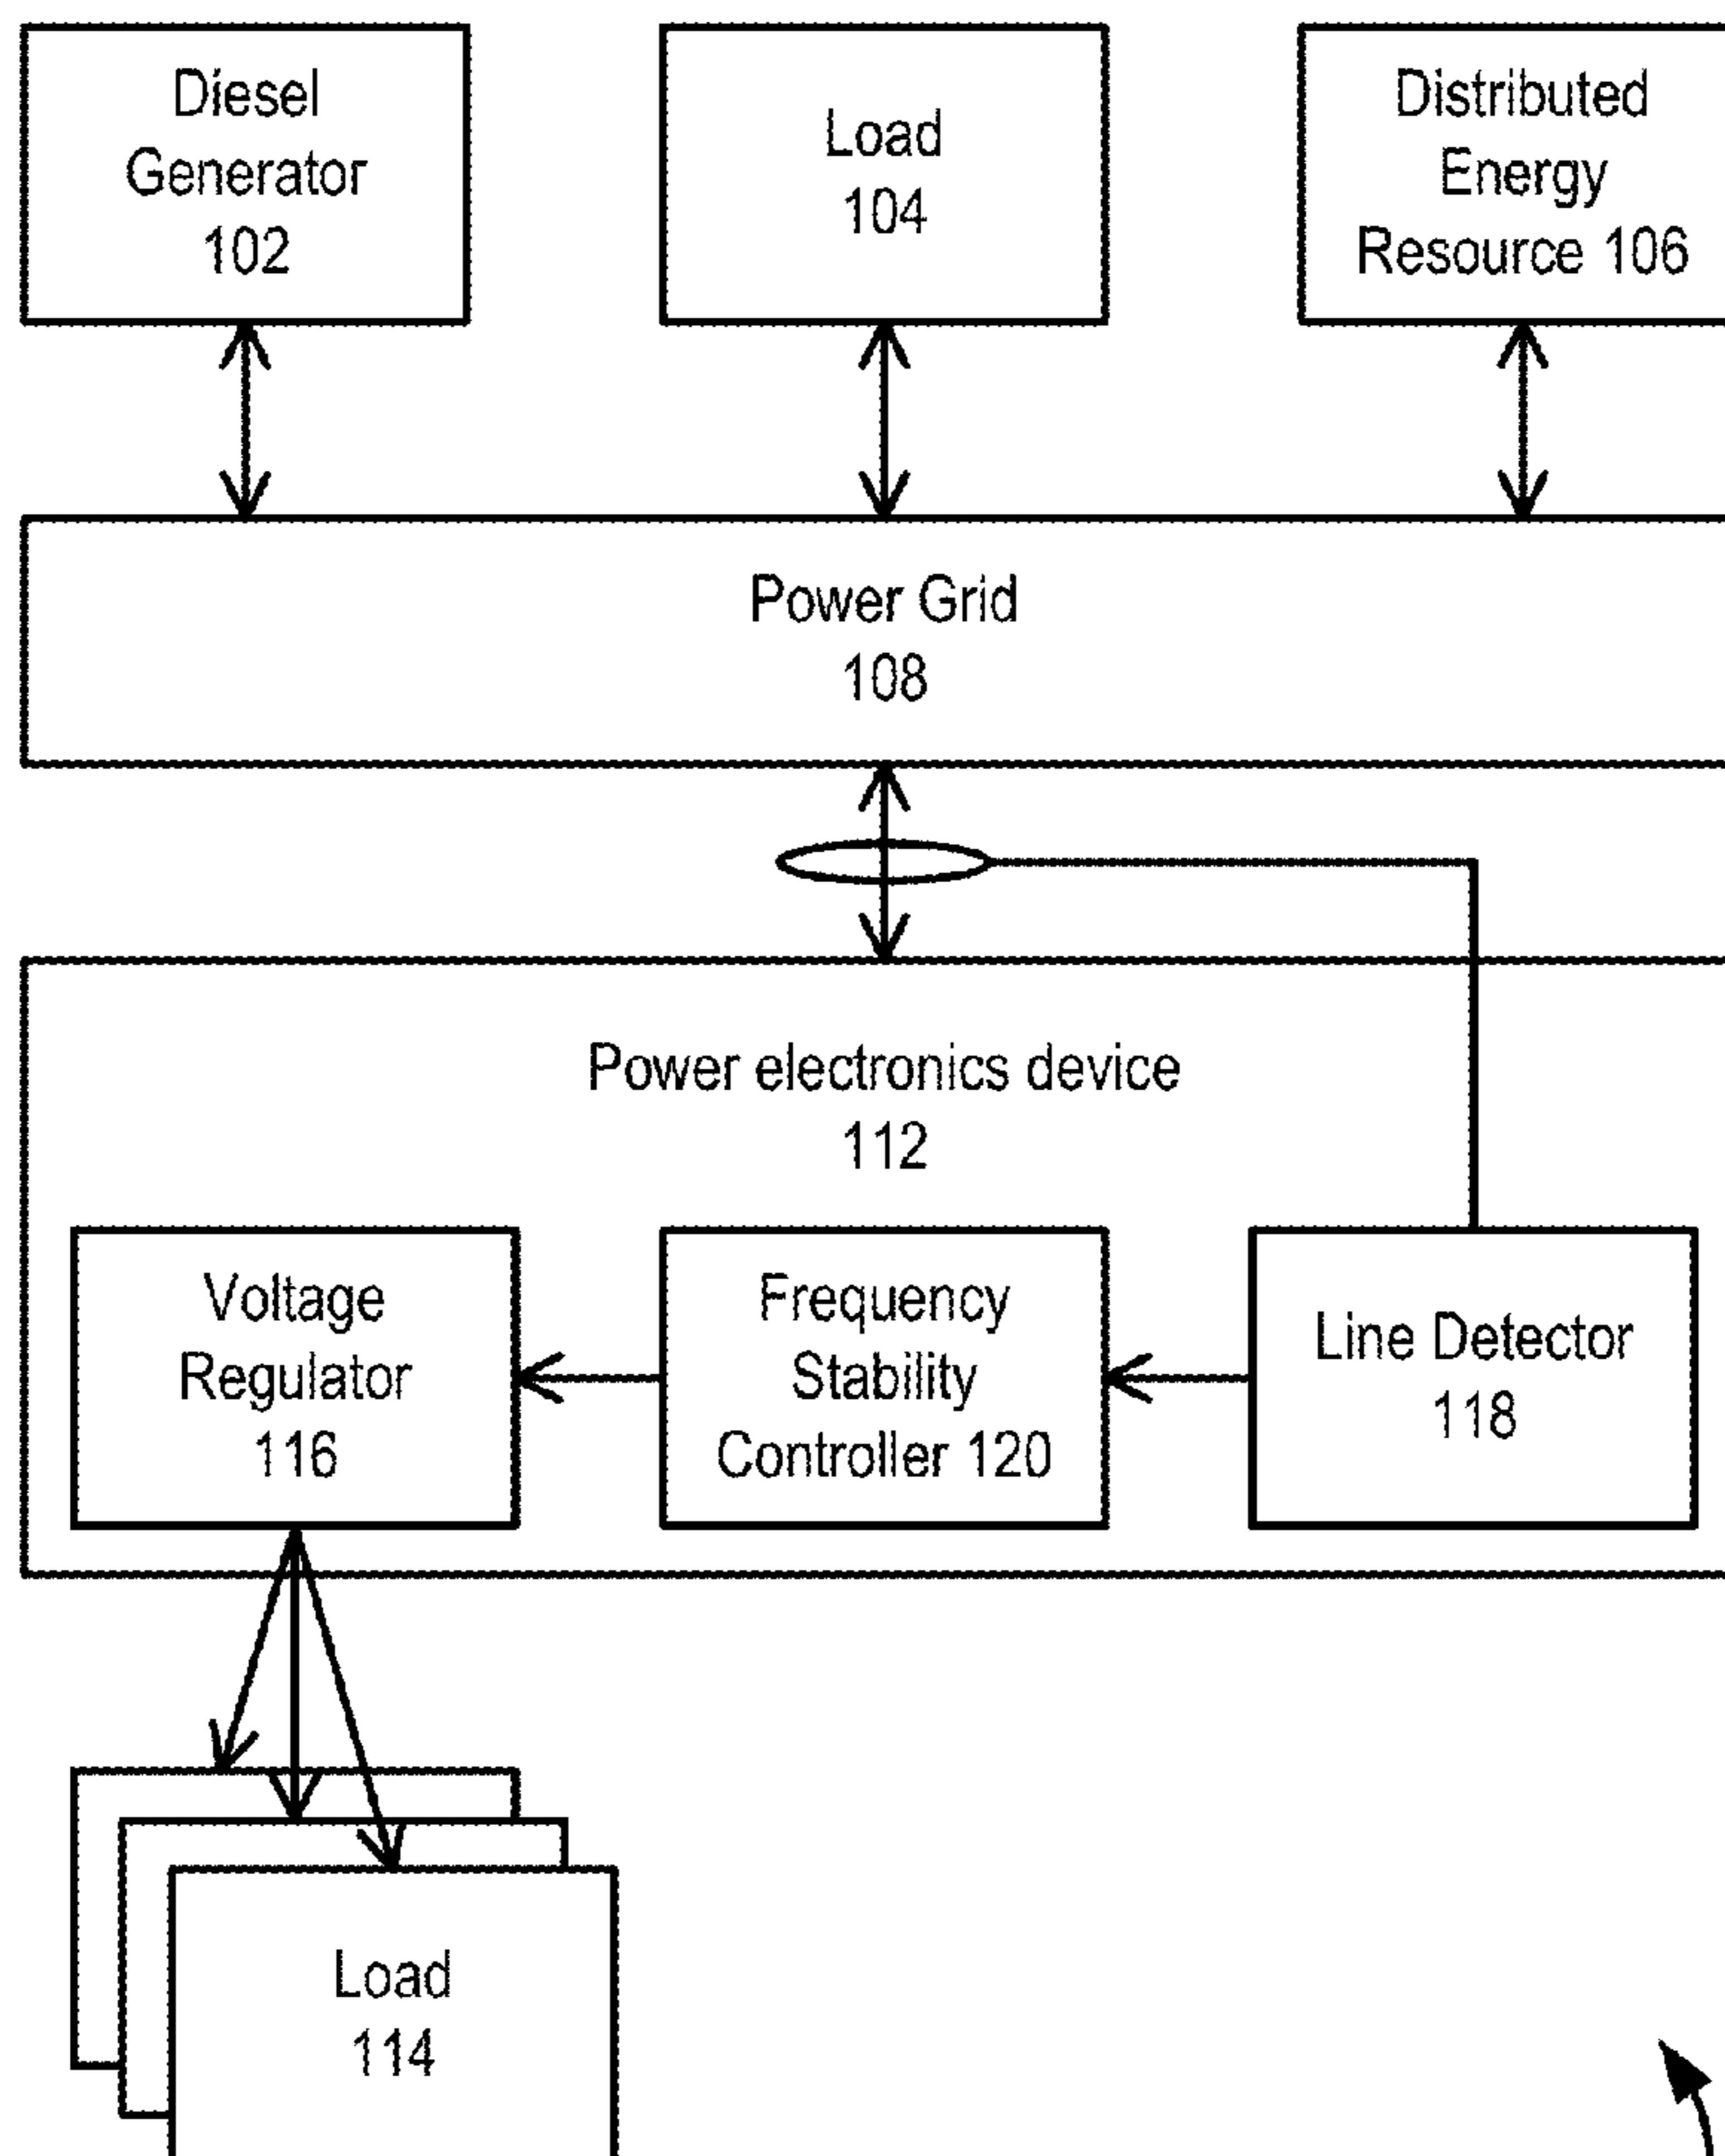 Diesel
Generator
102
Load
104
Distributed
Energy
Resource 106
Power Grid
108
Power electronics device
112
Voltage
Regulator
116
Frequency
Stability
Controller 120
Line Detector
118
Load
114